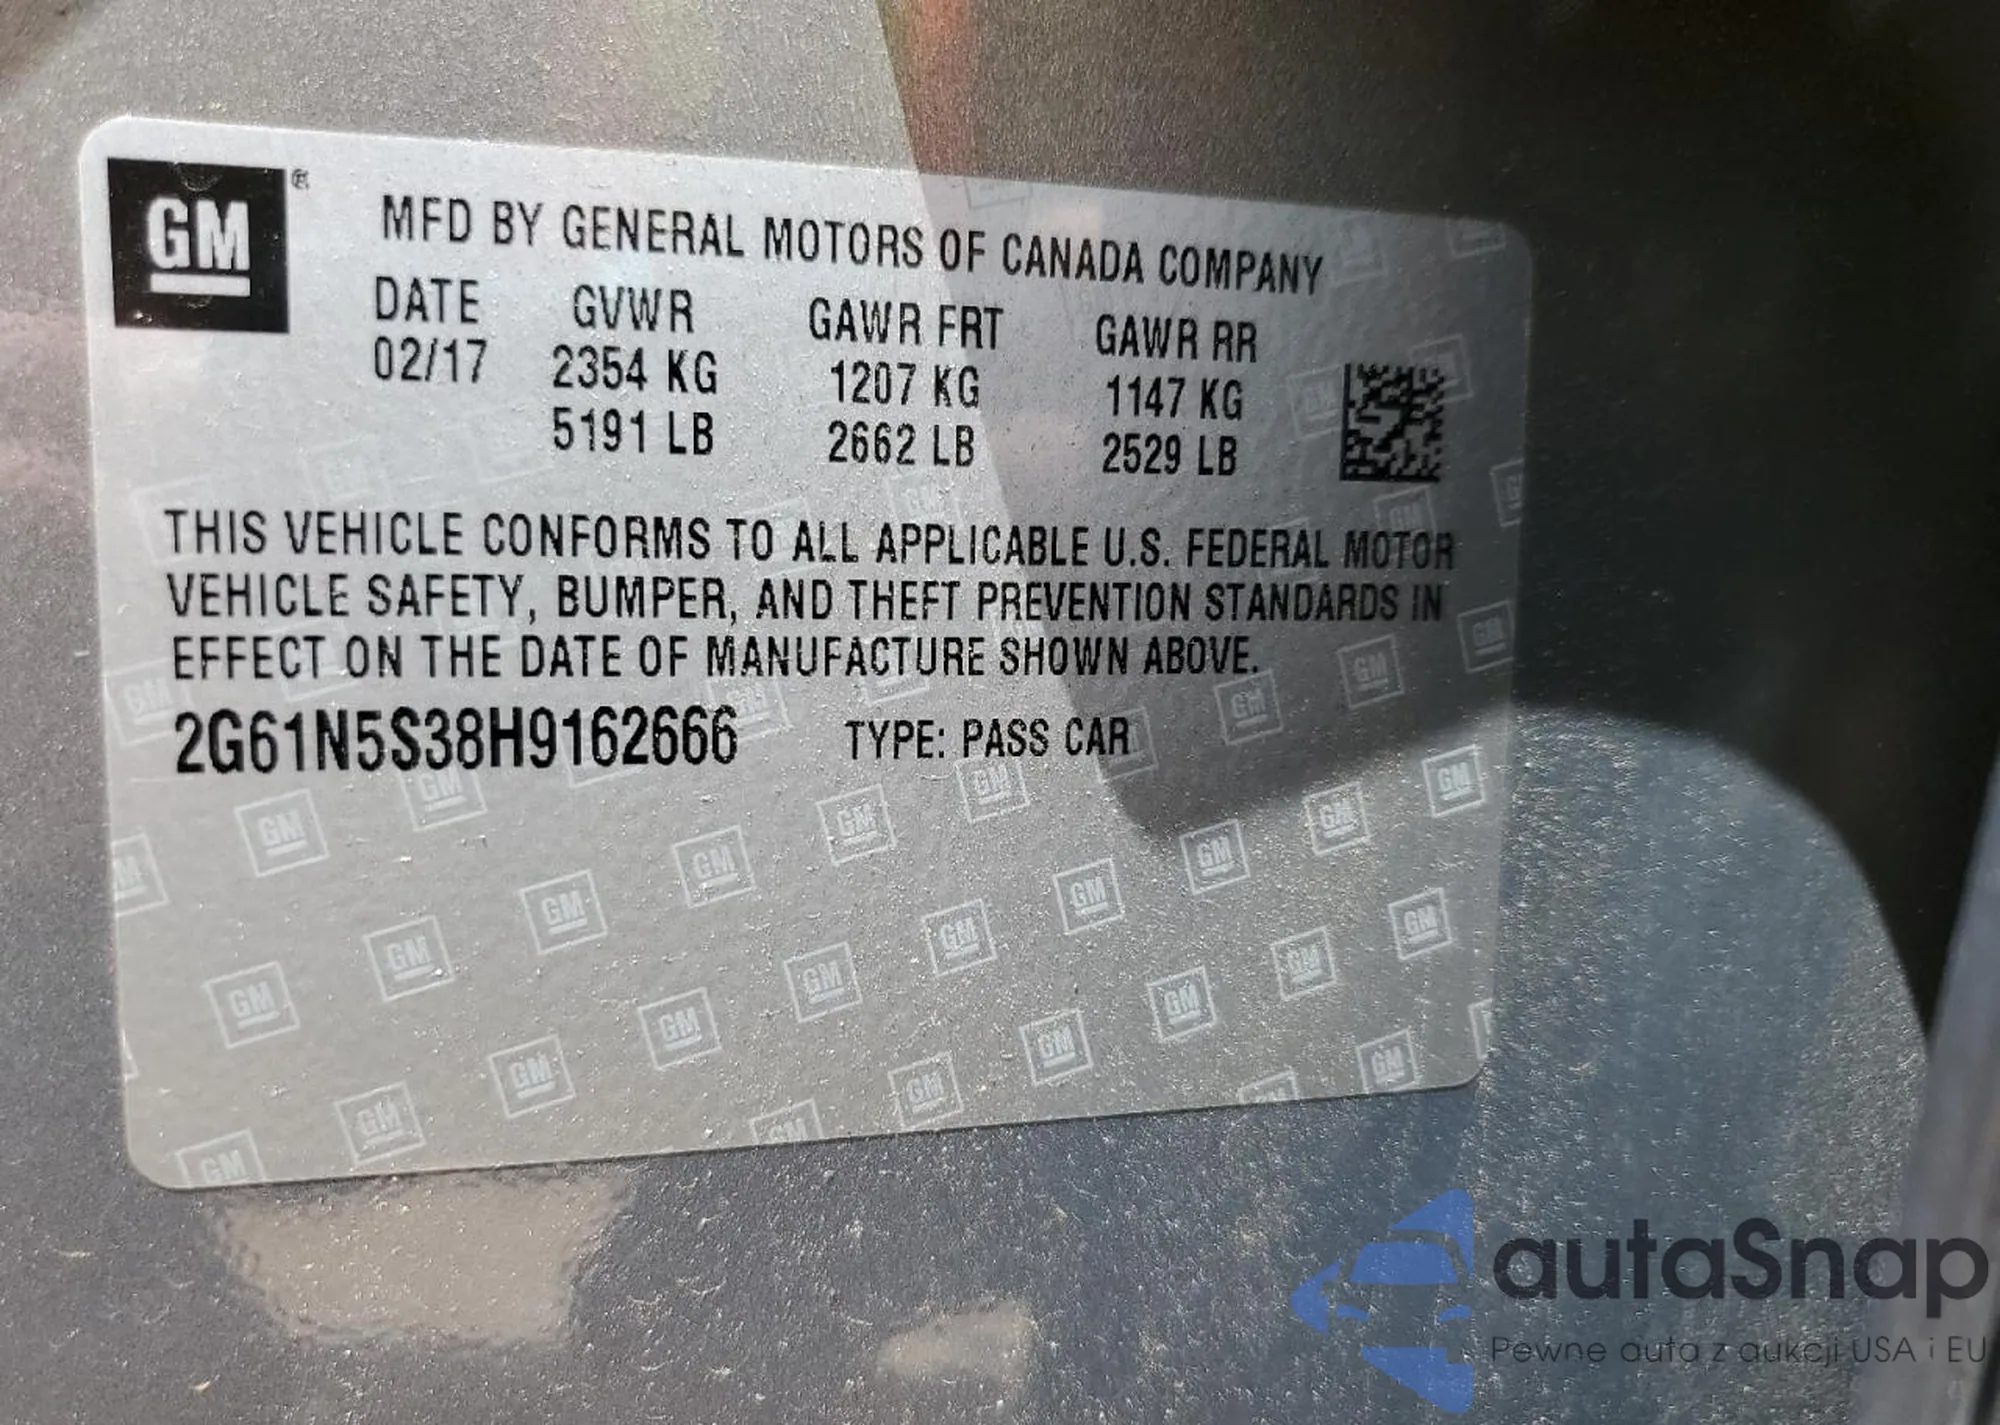 GM ®
MFD BY GENERAL MOTORS OF CANADA COMPANY
DATE GVWR GAWR FRT GAWR RR
02/17 2354 KG 1207 KG 1147 KG
5191 LB 2662 LB 2529 LB
THIS VEHICLE CONFORMS TO ALL APPLICABLE U.S. FEDERAL MOTOR
VEHICLE SAFETY, BUMPER, AND THEFT PREVENTION STANDARDS IN
EFFECT ON THE DATE OF MANUFACTURE SHOWN ABOVE.
2G61N5S38H9162666 TYPE: PASS CAR
autaSnap
Pewne auta z aukcji USA i EU